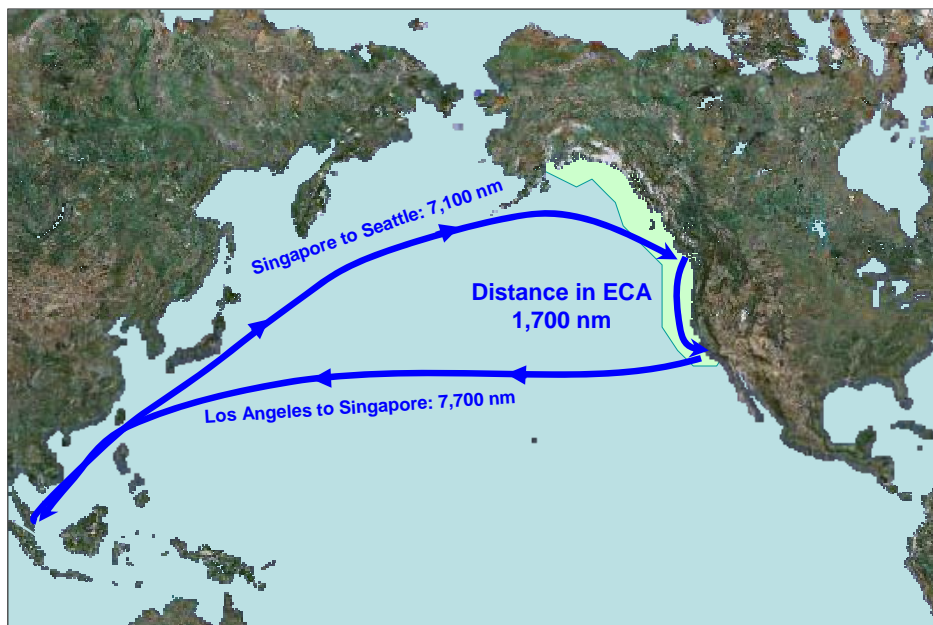 Singapore to Seattle: 7,100 nm
Distance in ECA
1,700 nm
Los Angeles to Singapore: 7,700 nm